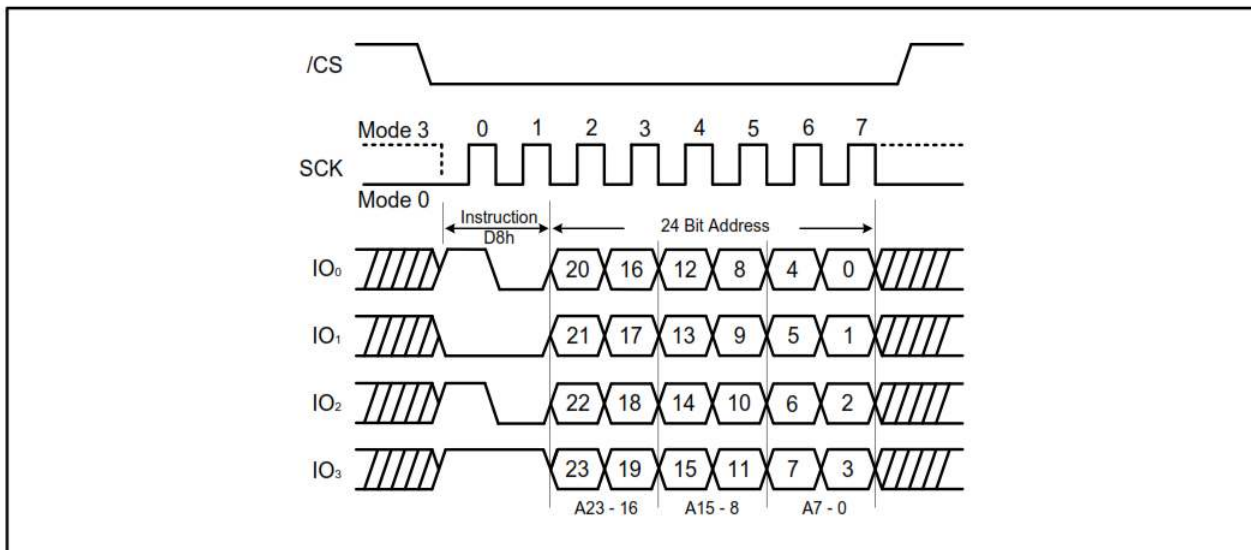 /CS
Mode 3 0 1 2 3 4 5 6 7
SCK
Mode 0
Instruction
D8h
24 Bit Address
IO₀ 20 16 12 8 4 0
IO₁ 21 17 13 9 5 1
IO₂ 22 18 14 10 6 2
IO₃ 23 19 15 11 7 3
A23 - 16 A15 - 8 A7 - 0